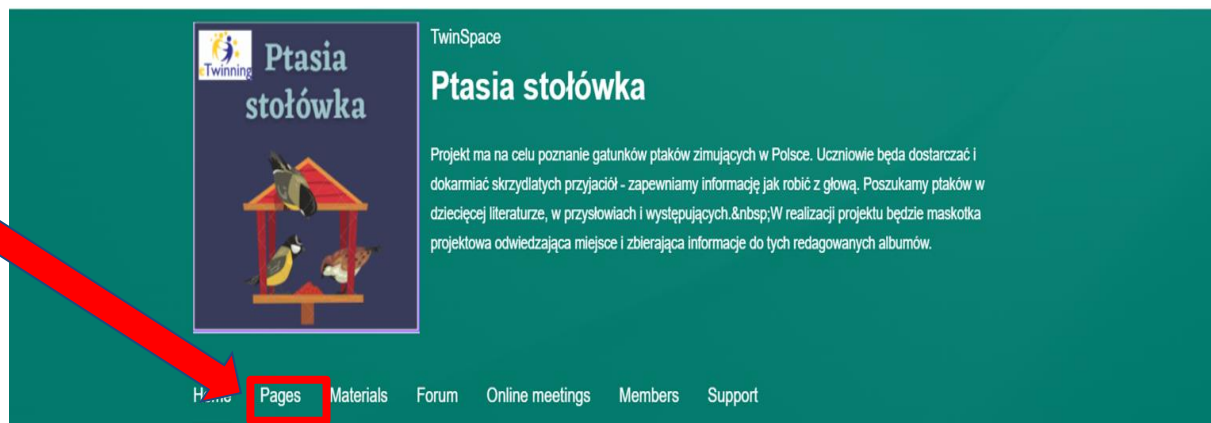 eTwinning
Ptasia
stołówka
TwinSpace
Ptasia stołówka
Projekt ma na celu poznanie gatunków ptaków zimujących w Polsce. Uczniowie będa dostarczać i
dokarmiać skrzydlatych przyjaciół - zapewniamy informację jak robić z głową. Poszukamy ptaków w
dziecięcej literaturze, w przysłowiach i występujących.&nbsp;W realizacji projektu będzie maskotka
projektowa odwiedzająca miejsce i zbierająca informacje do tych redagowanych albumów.
Home Pages Materials Forum Online meetings Members Support